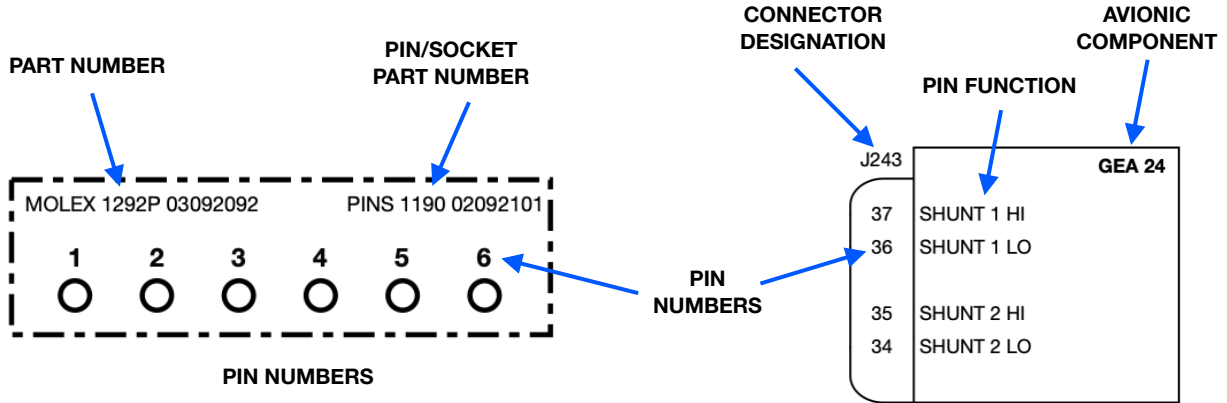 PART NUMBER
PIN/SOCKET
PART NUMBER
MOLEX 1292P 03092092 PINS 1190 02092101
1 2 3 4 5 6
PIN NUMBERS
PIN
NUMBERS
CONNECTOR
DESIGNATION
AVIONIC
COMPONENT
PIN FUNCTION
J243
GEA 24
37 SHUNT 1 HI
36 SHUNT 1 LO
35 SHUNT 2 HI
34 SHUNT 2 LO